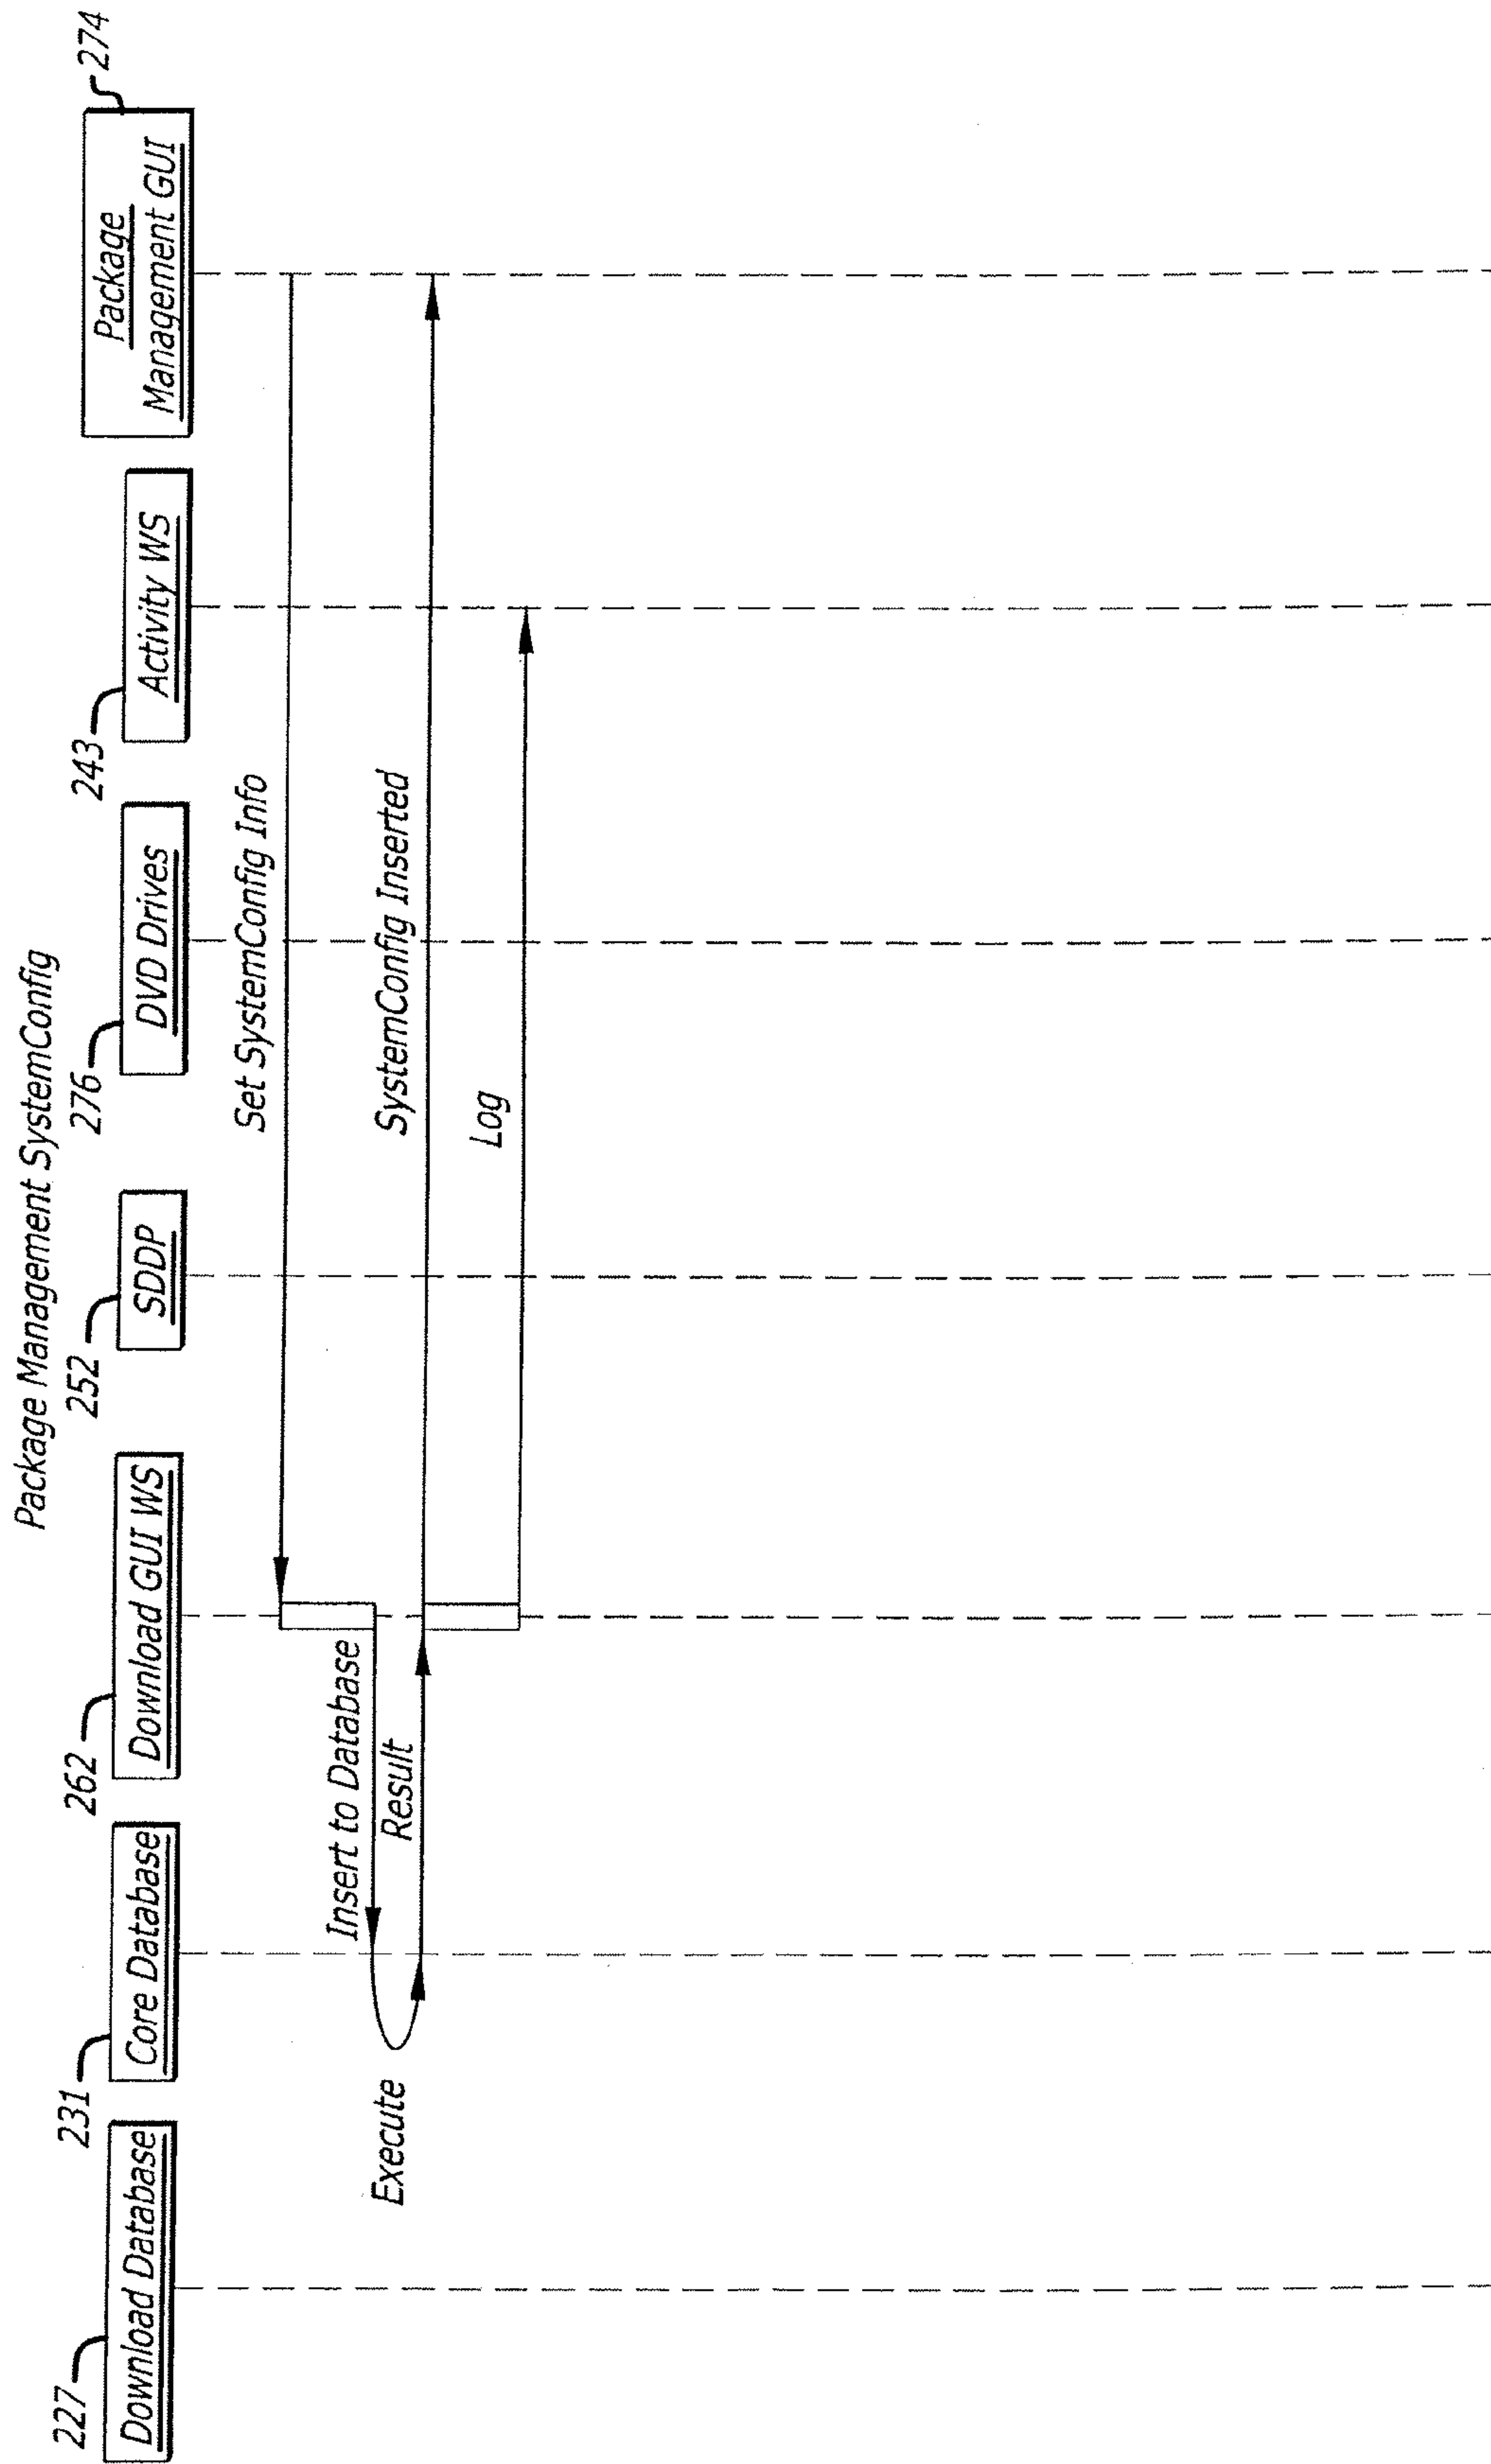 Package Management SystemConfig
227
231
262
252
276
243
274
Download Database
Core Database
Download GUI WS
SDDP
DVD Drives
Activity WS
Package
Management GUI
Set SystemConfig Info
Insert to Database
Execute
Result
SystemConfig Inserted
Log